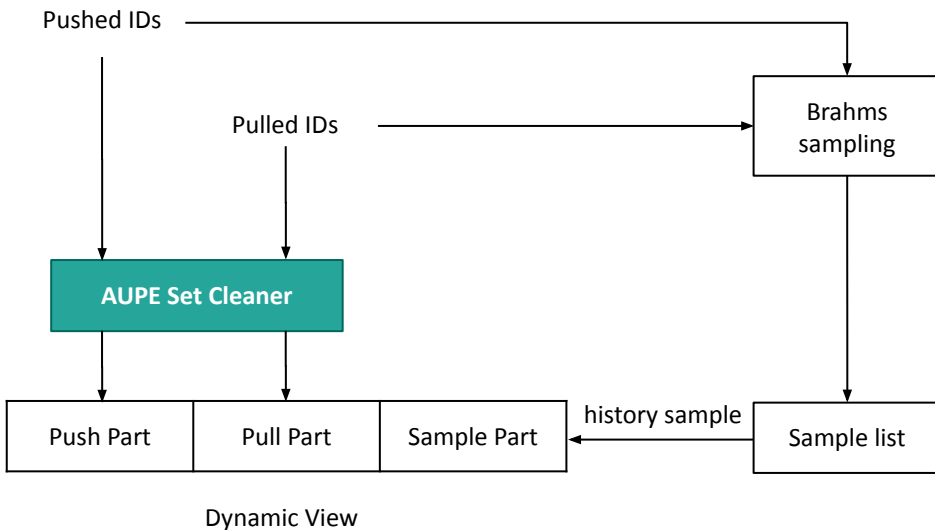 Pushed IDs
Pulled IDs
Brahms
sampling
AUPE Set Cleaner
Push Part
Pull Part
Sample Part
history sample
Sample list
Dynamic View